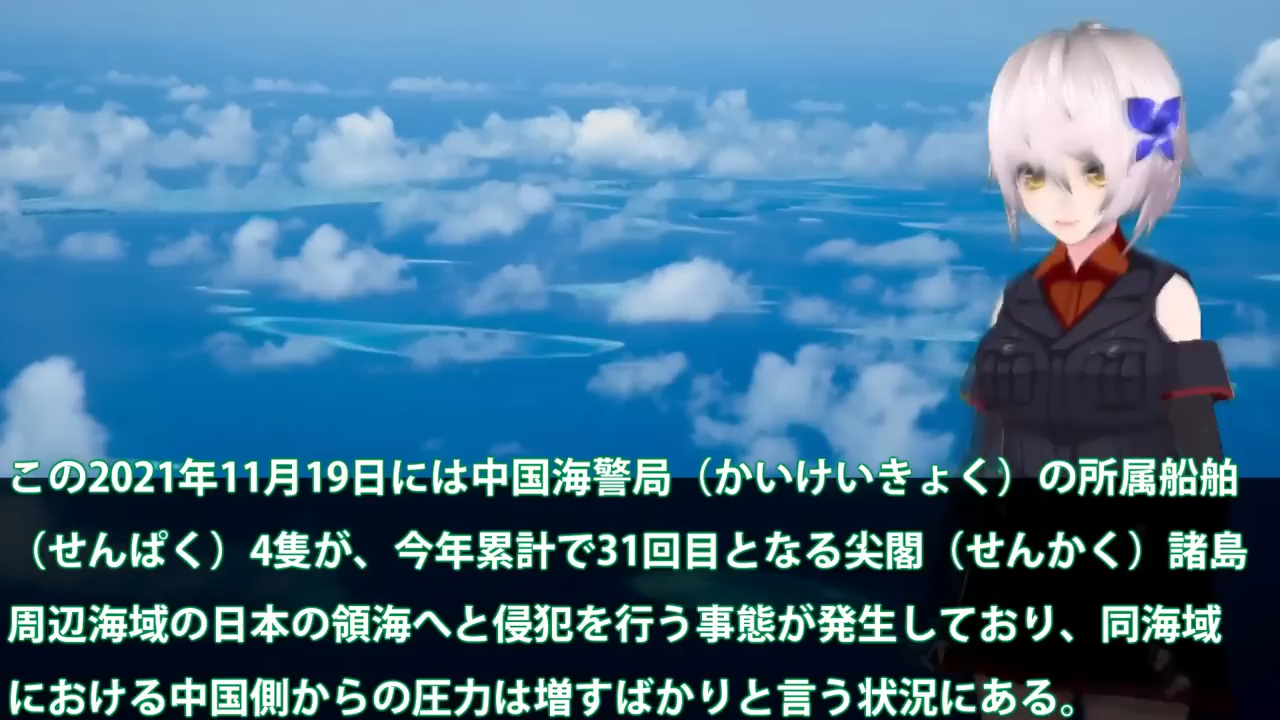 この2021年11月19日には中国海警局（かいけいきょく）の所属船舶
（せんぱく）4隻が、今年累計で31回目となる尖閣（せんかく）諸島
周辺海域の日本の領海へと侵犯を行う事態が発生しており、同海域
における中国側からの圧力は増すばかりと言う状況にある。